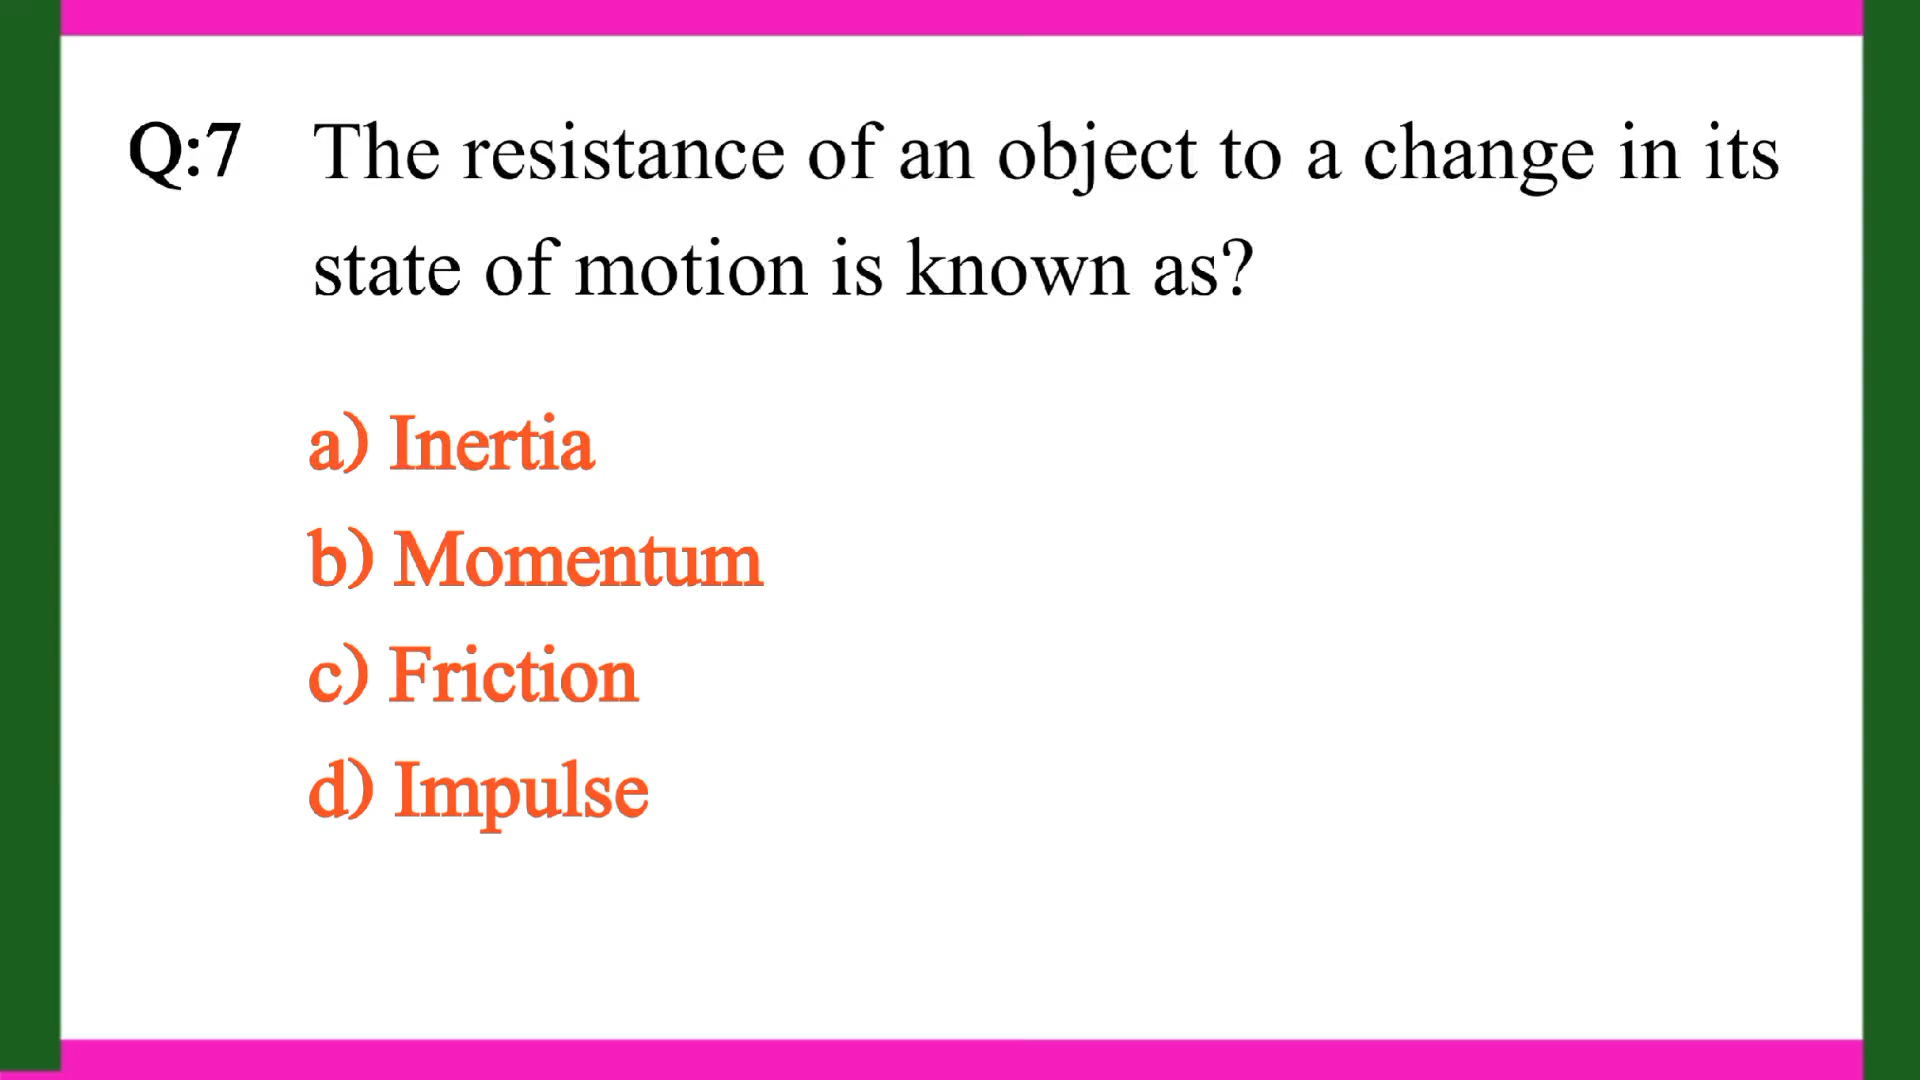 Q:7 The resistance of an object to a change in its
state of motion is known as?
a) Inertia
b) Momentum
c) Friction
d) Impulse